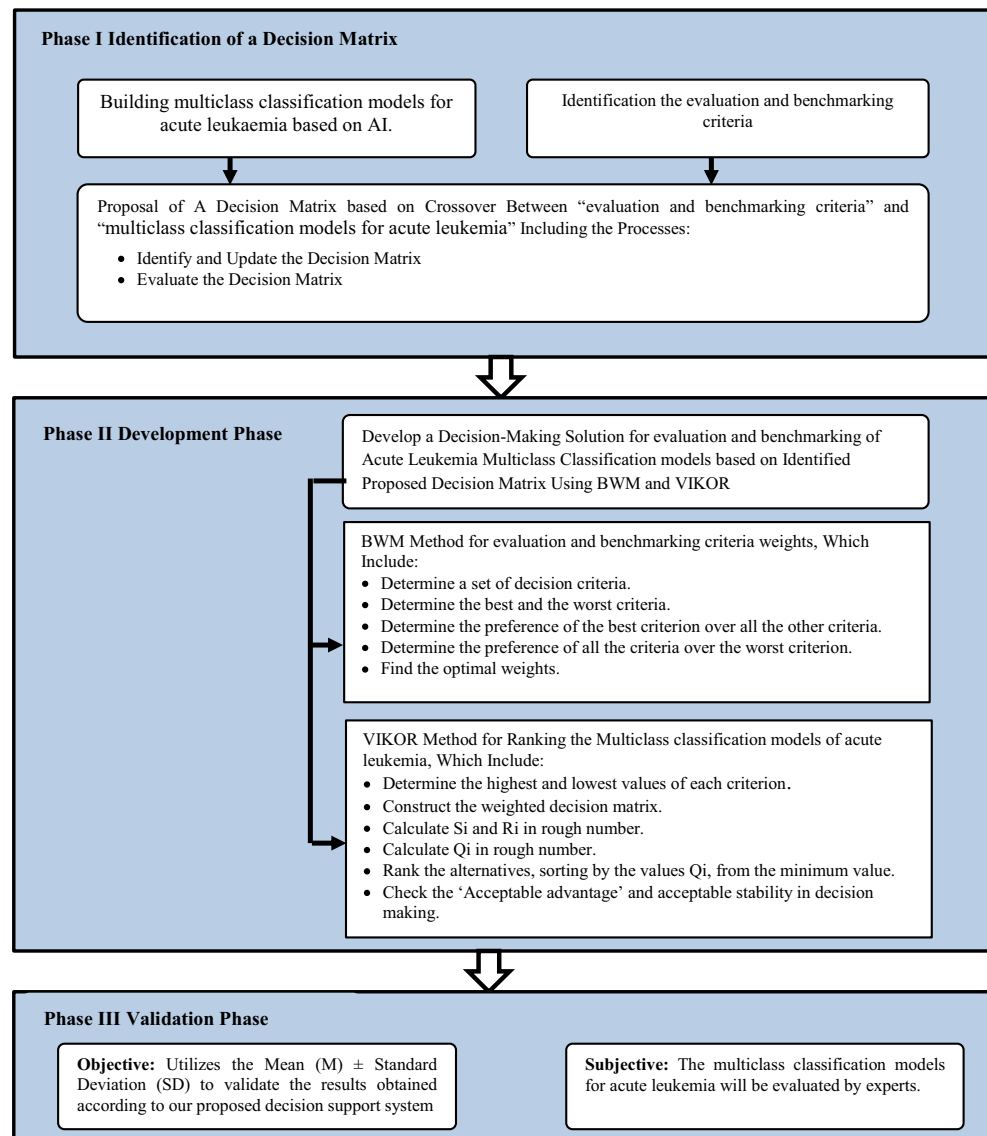 Phase I Identification of a Decision Matrix
Building multiclass classification models for
acute leukaemia based on AI.
Identification the evaluation and benchmarking
criteria
Proposal of A Decision Matrix based on Crossover Between “evaluation and benchmarking criteria” and
“multiclass classification models for acute leukemia” Including the Processes:
• Identify and Update the Decision Matrix
• Evaluate the Decision Matrix
Phase II Development Phase
Develop a Decision-Making Solution for evaluation and benchmarking of
Acute Leukemia Multiclass Classification models based on Identified
Proposed Decision Matrix Using BWM and VIKOR
BWM Method for evaluation and benchmarking criteria weights, Which
Include:
• Determine a set of decision criteria.
• Determine the best and the worst criteria.
• Determine the preference of the best criterion over all the other criteria.
• Determine the preference of all the criteria over the worst criterion.
• Find the optimal weights.
VIKOR Method for Ranking the Multiclass classification models of acute
leukemia, Which Include:
• Determine the highest and lowest values of each criterion.
• Construct the weighted decision matrix.
• Calculate Si and Ri in rough number.
• Calculate Qi in rough number.
• Rank the alternatives, sorting by the values Qi, from the minimum value.
• Check the ‘Acceptable advantage’ and acceptable stability in decision
making.
Phase III Validation Phase
Objective: Utilizes the Mean (M) ± Standard
Deviation (SD) to validate the results obtained
according to our proposed decision support system
Subjective: The multiclass classification models
for acute leukemia will be evaluated by experts.